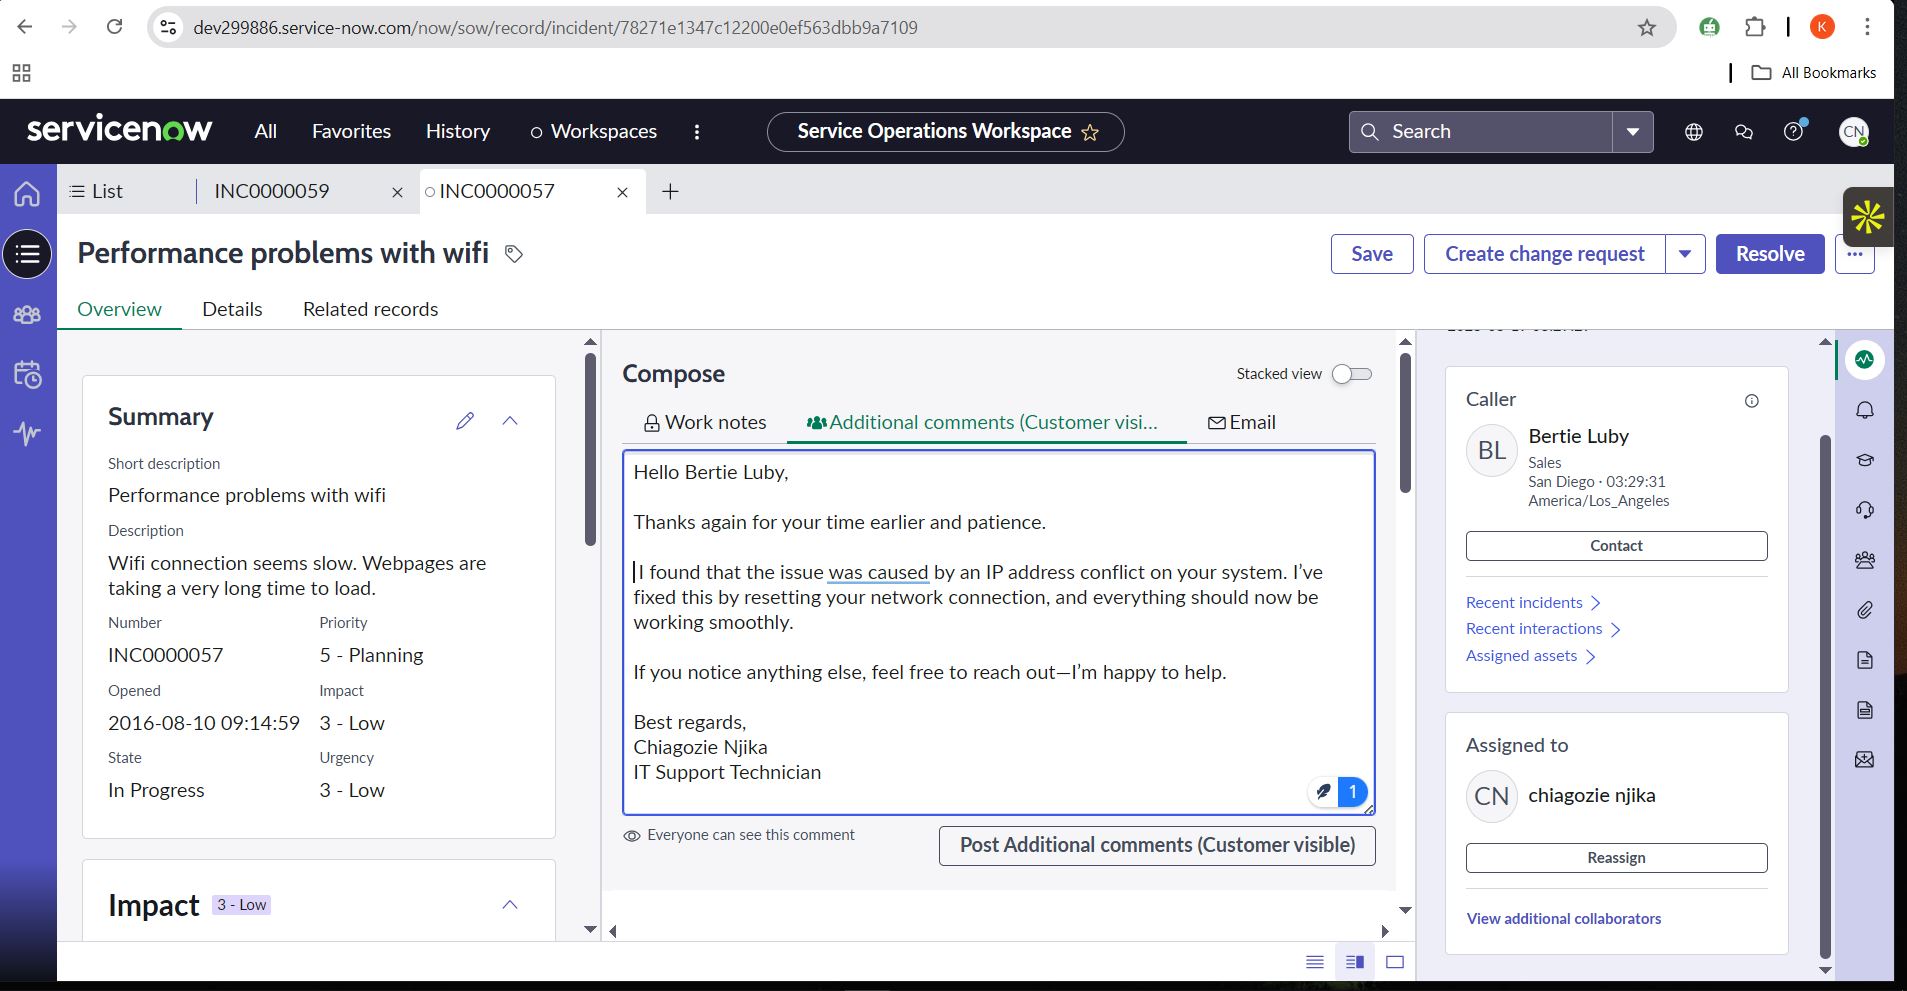 dev299886.service-now.com/now/sow/record/incident/78271e1347c12200e0ef563dbb9a7109
K
All Bookmarks
servicenow
All
Favorites
History
Workspaces
Service Operations Workspace
Search
CN
List
INC0000059
INC0000057
Performance problems with wifi
Save
Create change request
Resolve
Overview
Details
Related records
Summary
Short description
Performance problems with wifi
Description
Wifi connection seems slow. Webpages are
taking a very long time to load.
Number
Priority
INC0000057
5 - Planning
Opened
Impact
2016-08-10 09:14:59
3 - Low
State
Urgency
In Progress
3 - Low
Impact
3 - Low
Compose
Stacked view
Work notes
Additional comments (Customer visi...
Email
Hello Bertie Luby,
Thanks again for your time earlier and patience.
I found that the issue was caused by an IP address conflict on your system. I’ve
fixed this by resetting your network connection, and everything should now be
working smoothly.
If you notice anything else, feel free to reach out—I’m happy to help.
Best regards,
Chiagozie Njika
IT Support Technician
1
Everyone can see this comment
Post Additional comments (Customer visible)
Caller
BL
Bertie Luby
Sales
San Diego · 03:29:31
America/Los_Angeles
Contact
Recent incidents
Recent interactions
Assigned assets
Assigned to
CN
chiagozie njika
Reassign
View additional collaborators